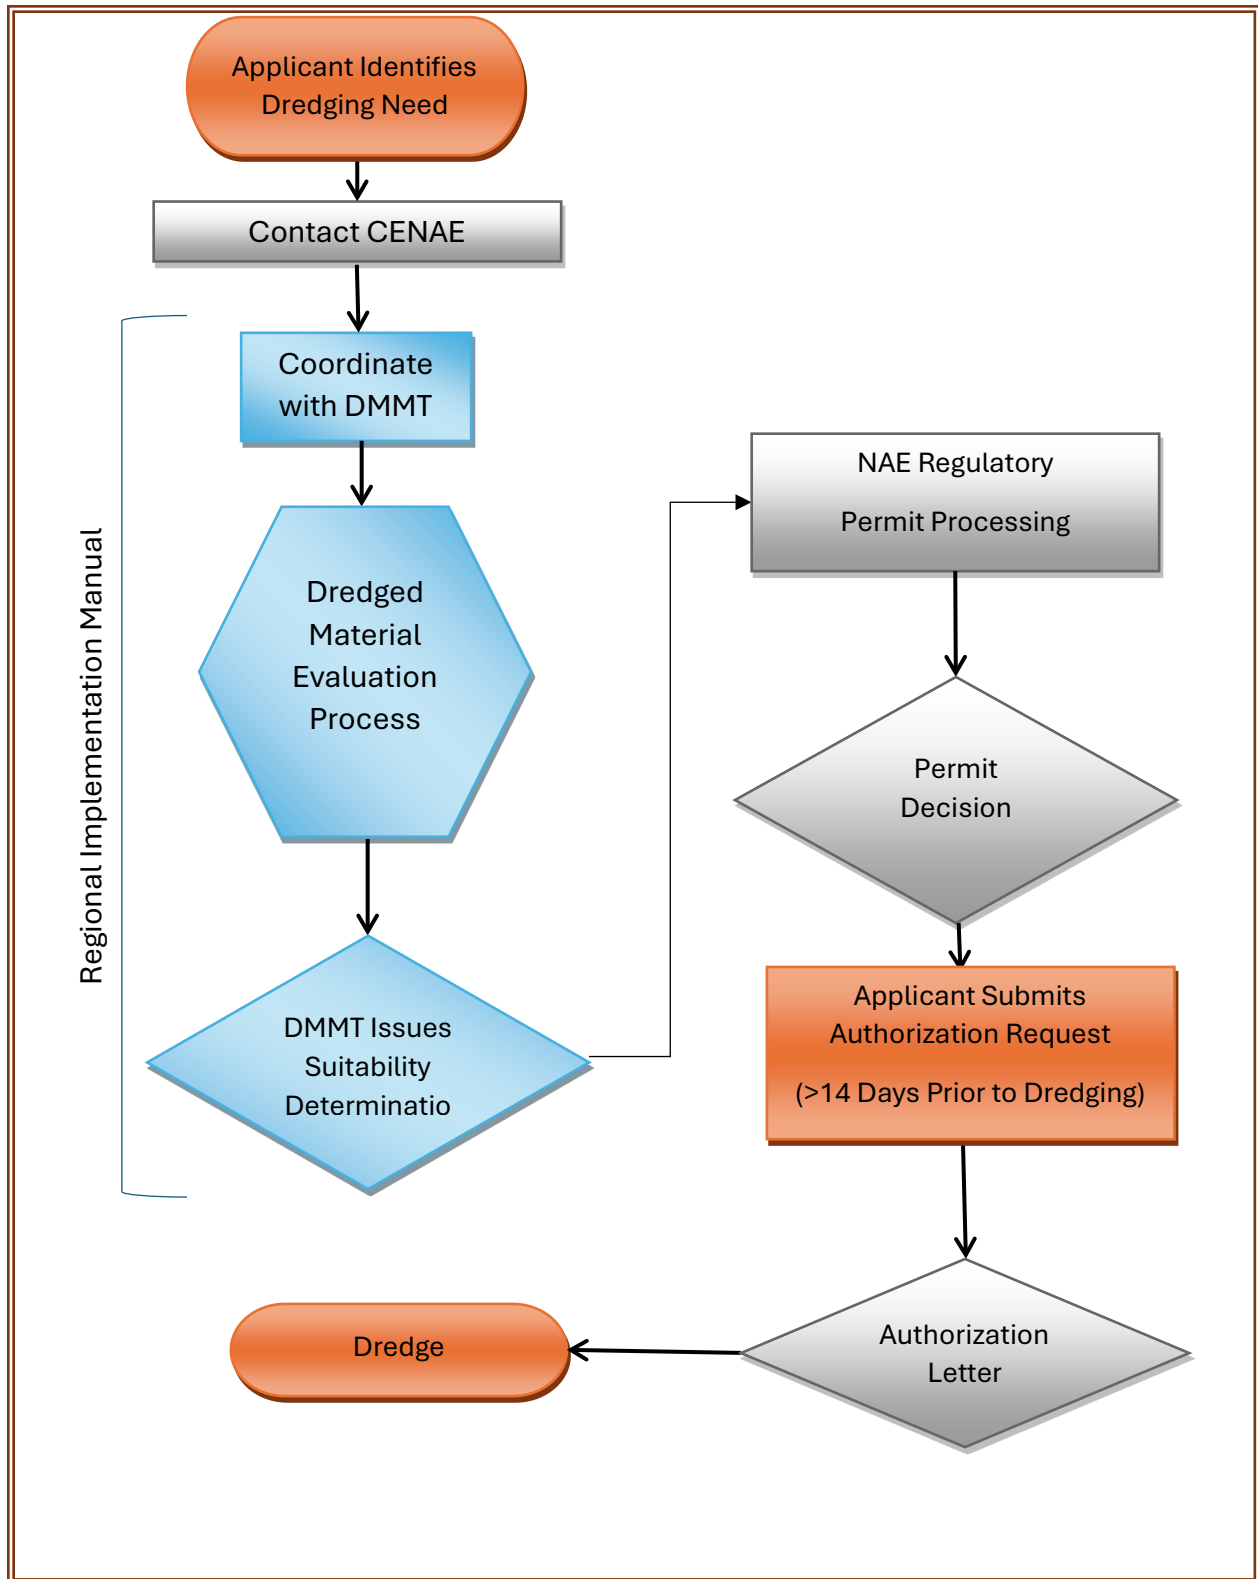 Applicant Identifies
Dredging Need
Contact CENAE
Regional Implementation Manual
Coordinate
with DMMT
Dredged
Material
Evaluation
Process
DMMT Issues
Suitability
Determinatio
NAE Regulatory
Permit Processing
Permit
Decision
Applicant Submits
Authorization Request
(>14 Days Prior to Dredging)
Authorization
Letter
Dredge